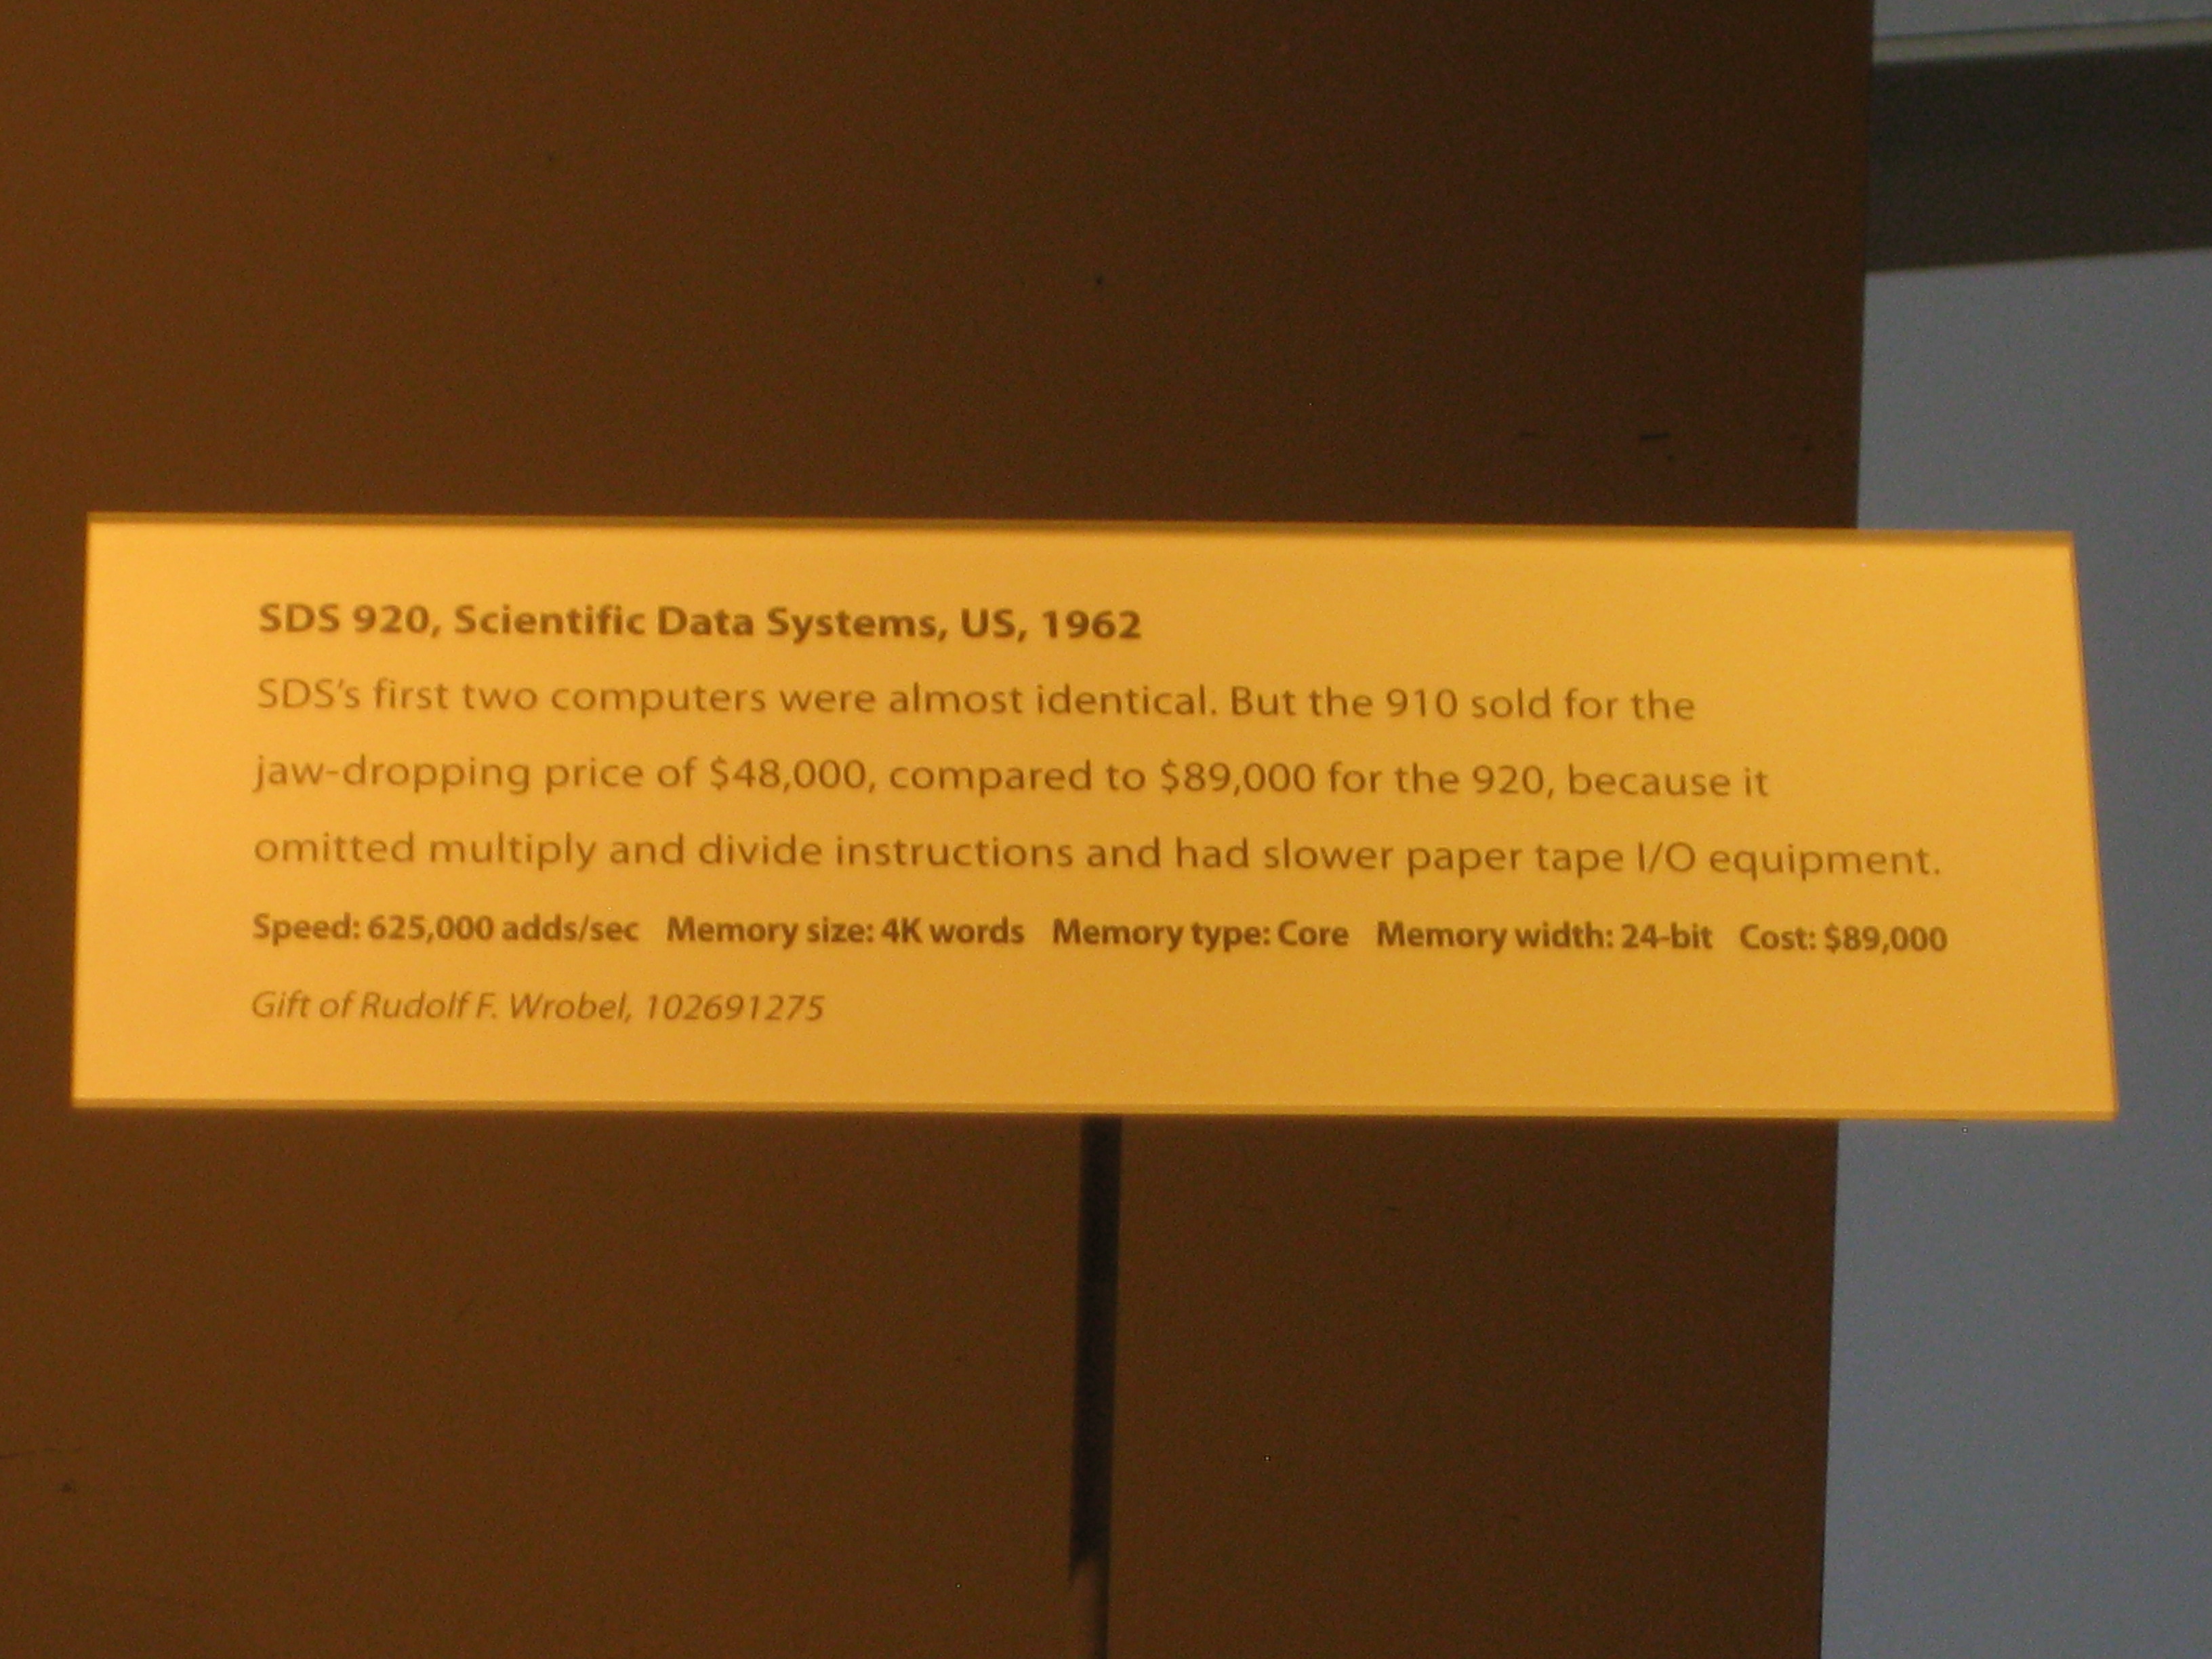 SDS 920, Scientific Data Systems, US, 1962
SDS's first two computers were almost identical. But the 910 sold for the
jaw-dropping price of $48,000, compared to $89,000 for the 920, because it
omitted multiply and divide instructions and had slower paper tape I/O equipment.
Speed: 625,000 adds/sec Memory size: 4K words Memory type: Core Memory width: 24-bit Cost: $89,000
Gift of Rudolf F. Wrobel, 102691275